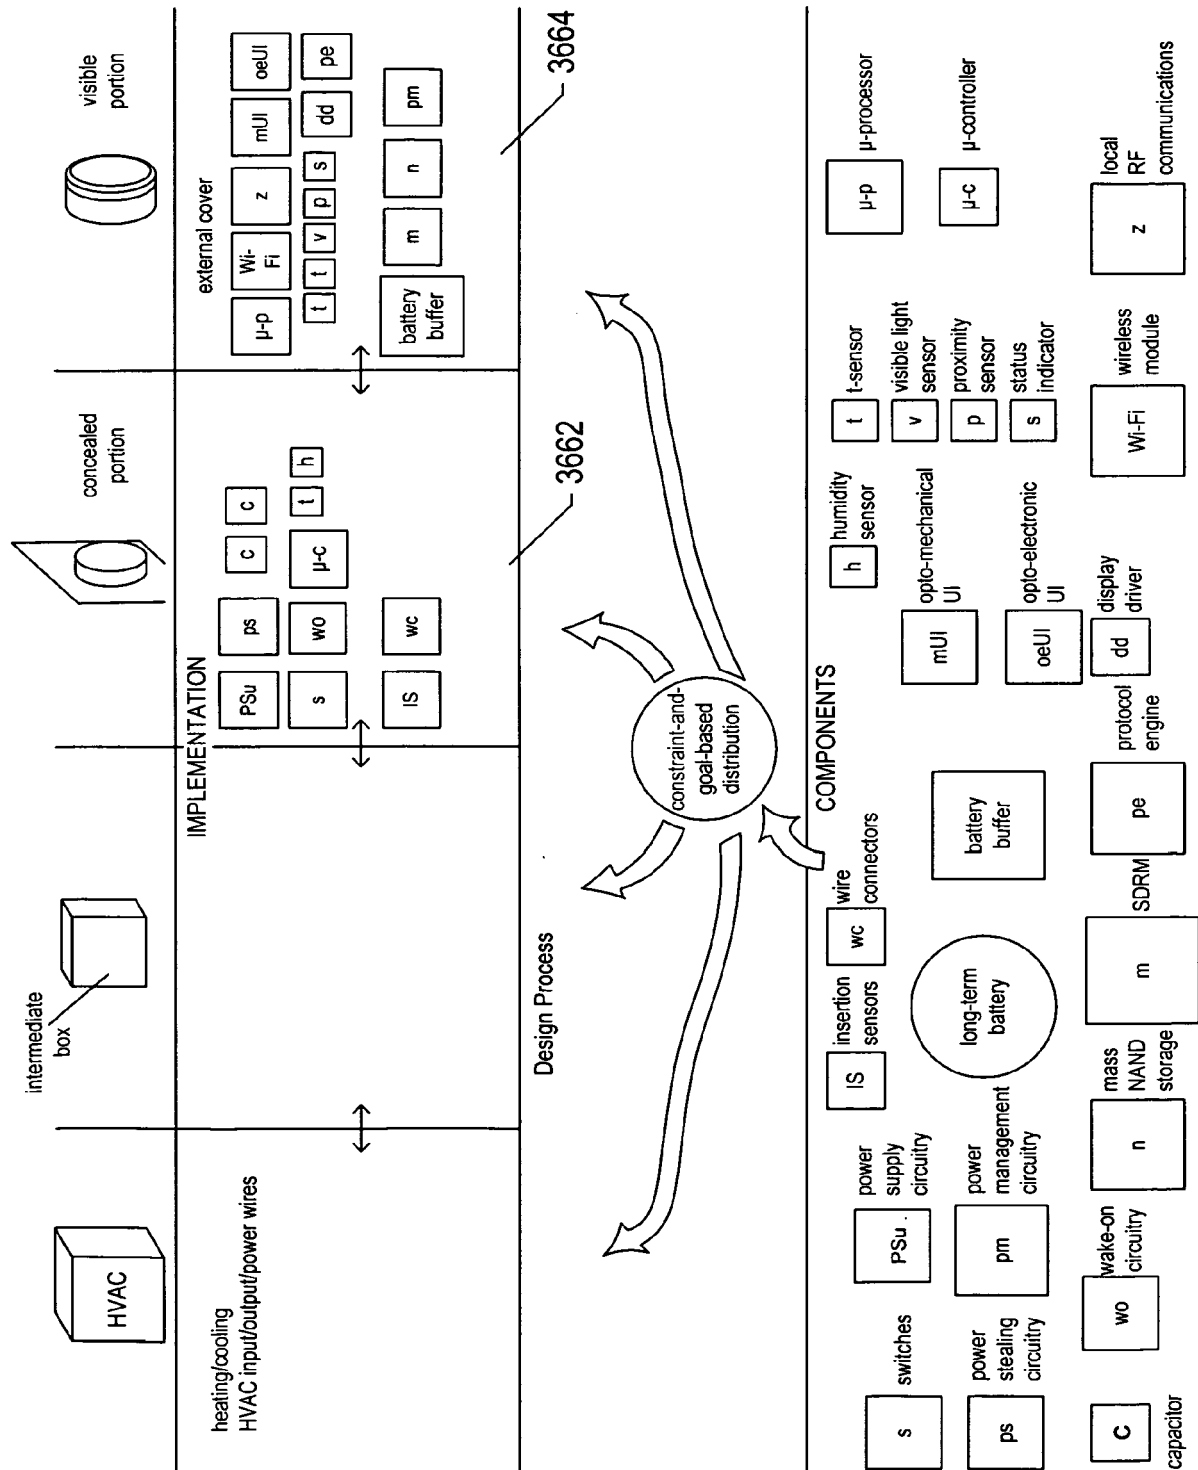 HVAC
intermediate
box
concealed
portion
visible
portion
IMPLEMENTATION
heating/cooling
HVAC input/output/power wires
PSu
ps
c
c
s
wo
μ-c
t
h
IS
wc
3662
external cover
μ-p
Wi-
Fi
z
mUI
oeUI
t
t
v
p
s
dd
pe
battery
buffer
m
n
pm
3664
Design Process
constraint-and-
goal-based
distribution
COMPONENTS
s
switches
PSu
power
supply
circuitry
IS
insertion
sensors
wc
wire
connectors
h
humidity
sensor
t
t-sensor
v
visible light
sensor
p
proximity
sensor
s
status
indicator
μ-p
μ-processor
μ-c
μ-controller
ps
power
stealing
circuitry
pm
power
management
circuitry
long-term
battery
battery
buffer
mUI
opto-mechanical
UI
oeUI
opto-electronic
UI
C
capacitor
wo
wake-on
circuitry
n
mass
NAND
storage
m
SDRM
pe
protocol
engine
dd
display
driver
Wi-Fi
wireless
module
z
local
RF
communications